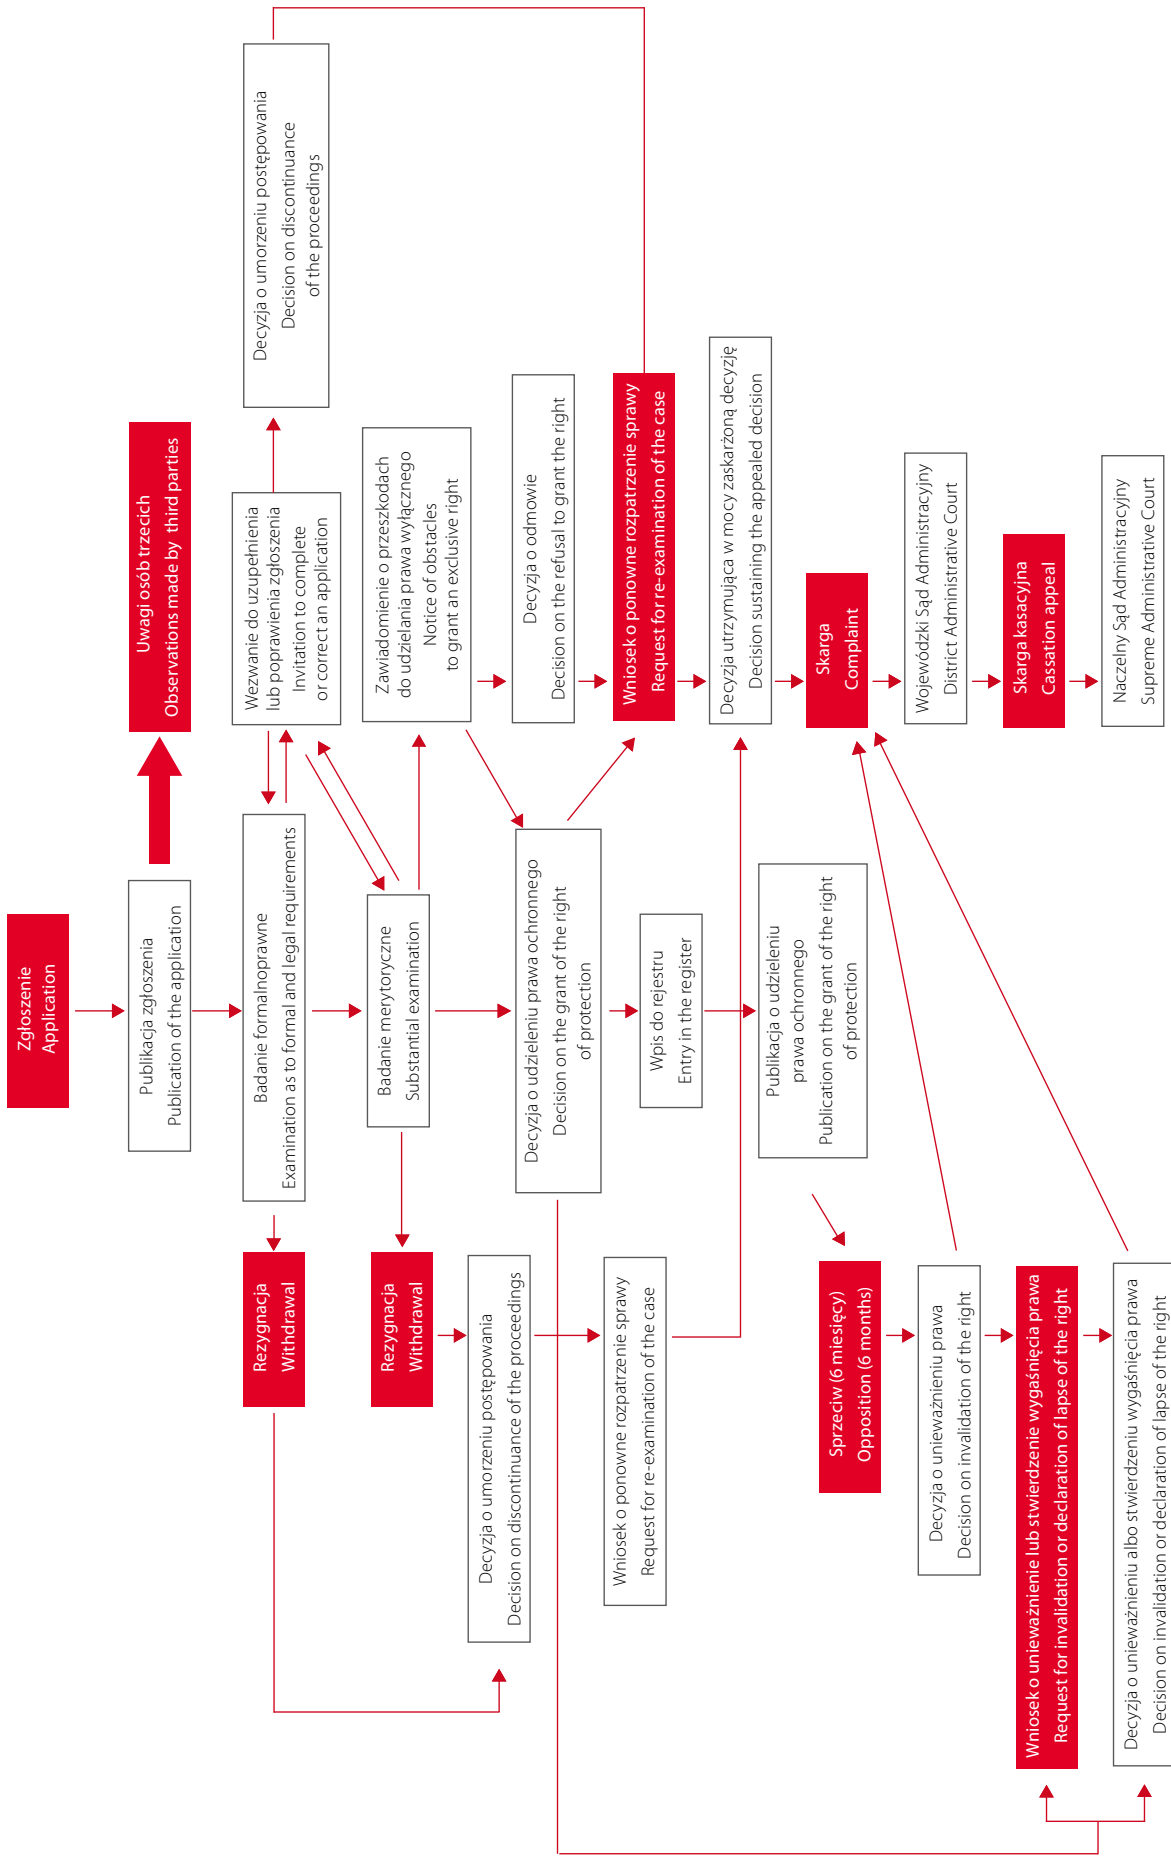 Zgłoszenie
Application
Publikacja zgłoszenia
Publication of the application
Uwagi osób trzecich
Observations made by third parties
Badanie formalnoprawne
Examination as to formal and legal requirements
Wezwanie do uzupełnienia
lub poprawienia zgłoszenia
Invitation to complete
or correct an application
Decyzja o umorzeniu postępowania
Decision on discontinuance
of the proceedings
Rezygnacja
Withdrawal
Badanie merytoryczne
Substantial examination
Zawiadomienie o przeszkodach
do udzielania prawa wyłącznego
Notice of obstacles
to grant an exclusive right
Rezygnacja
Withdrawal
Decyzja o umorzeniu postępowania
Decision on discontinuance of the proceedings
Decyzja o udzieleniu prawa ochronnego
Decision on the grant of the right
of protection
Decyzja o odmowie
Decision on the refusal to grant the right
Wniosek o ponowne rozpatrzenie sprawy
Request for re-examination of the case
Wpis do rejestru
Entry in the register
Wniosek o ponowne rozpatrzenie sprawy
Request for re-examination of the case
Decyzja utrzymująca w mocy zaskarżoną decyzję
Decision sustaining the appealed decision
Publikacja o udzieleniu
prawa ochronnego
Publication on the grant of the right
of protection
Skarga
Complaint
Sprzeciw (6 miesięcy)
Opposition (6 months)
Decyzja o unieważnieniu prawa
Decision on invalidation of the right
Wojewódzki Sąd Administracyjny
District Administrative Court
Wniosek o unieważnienie lub stwierdzenie wygaśnięcia prawa
Request for invalidation or declaration of lapse of the right
Skarga kasacyjna
Cassation appeal
Decyzja o unieważnieniu albo stwierdzeniu wygaśnięcia prawa
Decision on invalidation or declaration of lapse of the right
Naczelny Sąd Administracyjny
Supreme Administrative Court